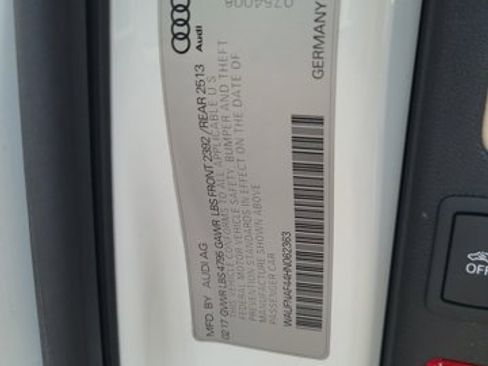 Audi
0754008
MFD. BY AUDI AG
02-17 GVWR LBS 4795 GAWR LBS FRONT 2392 / REAR 2513
THIS VEHICLE CONFORMS TO ALL APPLICABLE U S
FEDERAL MOTOR VEHICLE SAFETY, BUMPER AND THEFT
PREVENTION STANDARDS IN EFFECT ON THE DATE OF
MANUFACTURE SHOWN ABOVE
PASSENGER CAR
WAUFNAF44HN062363
GERMANY
OFF